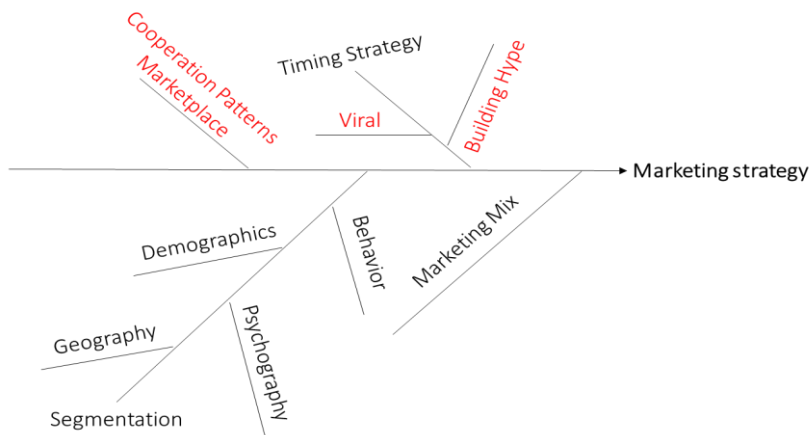 Cooperation Patterns
Marketplace
Timing Strategy
Viral
Building Hype
Marketing strategy
Demographics
Behavior
Marketing Mix
Geography
Psychography
Segmentation